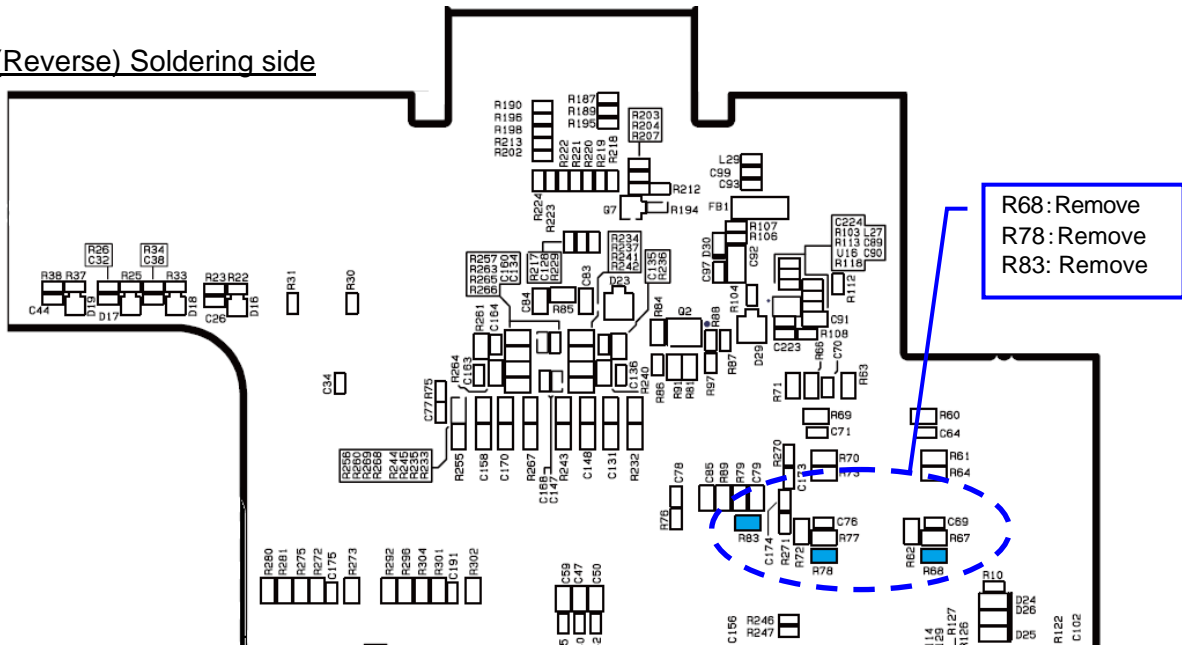 (Reverse) Soldering side
R68: Remove
R78: Remove
R83: Remove
R190
R196
R198
R213
R202
R187
R189
R195
R203
R204
R207
R222
R221
R220
R219
R218
R224
R223
R212
Q7
R194
L29
C99
C93
FB1
R107
R106
D30
C92
C97
R104
C224
R103 L27
R113 C89
U16 C90
R118
R112
C91
R108
C223
D29
R26
C32
R34
C38
R38
R37
R25
R33
R23
R22
C44
D19
D17
D18
C26
D16
R31
R30
R257
R263
R265
R266
C160
C134
R217
C128
R229
C83
R234
R237
R241
R242
C135
R236
D23
C84
R85
R84
Q2
R88
R87
R97
R86
R91
R81
R261
C164
R264
C163
C136
R240
C34
R75
C77
R66
C70
R71
R63
R69
C71
R60
C64
R256
R260
R269
R268
R244
R245
R235
R233
R255
C158
C170
R267
C168
C147
R243
C148
C131
R232
R270
C173
R70
R73
R61
R64
C78
R76
C85
R89
R79
C79
R83
C174
R271
R72
C76
R77
R78
R62
C69
R67
R68
R280
R281
R275
R272
C175
R273
R292
R296
R304
R301
C191
R302
C59
C47
C50
C156
R246
R247
R10
D24
D26
D25
R127
R126
R122
C102